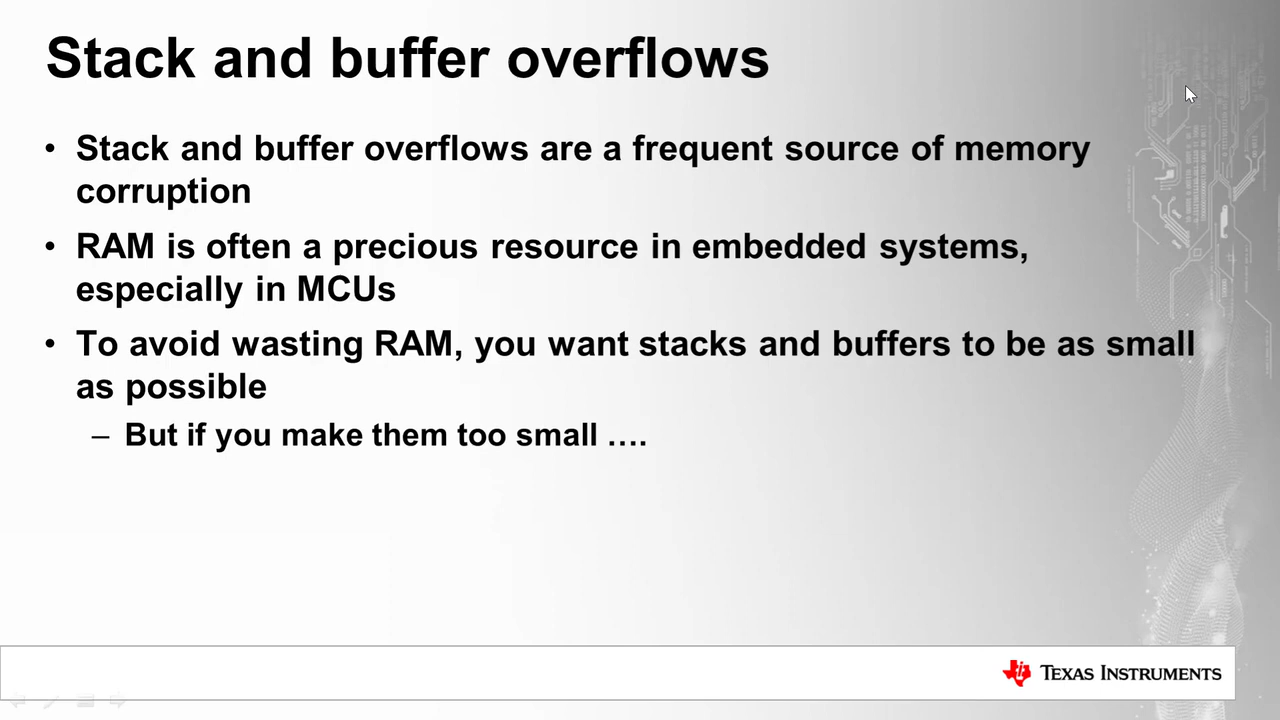 Stack and buffer overflows
• Stack and buffer overflows are a frequent source of memory
corruption
• RAM is often a precious resource in embedded systems,
especially in MCUs
• To avoid wasting RAM, you want stacks and buffers to be as small
as possible
– But if you make them too small ….
TEXAS INSTRUMENTS